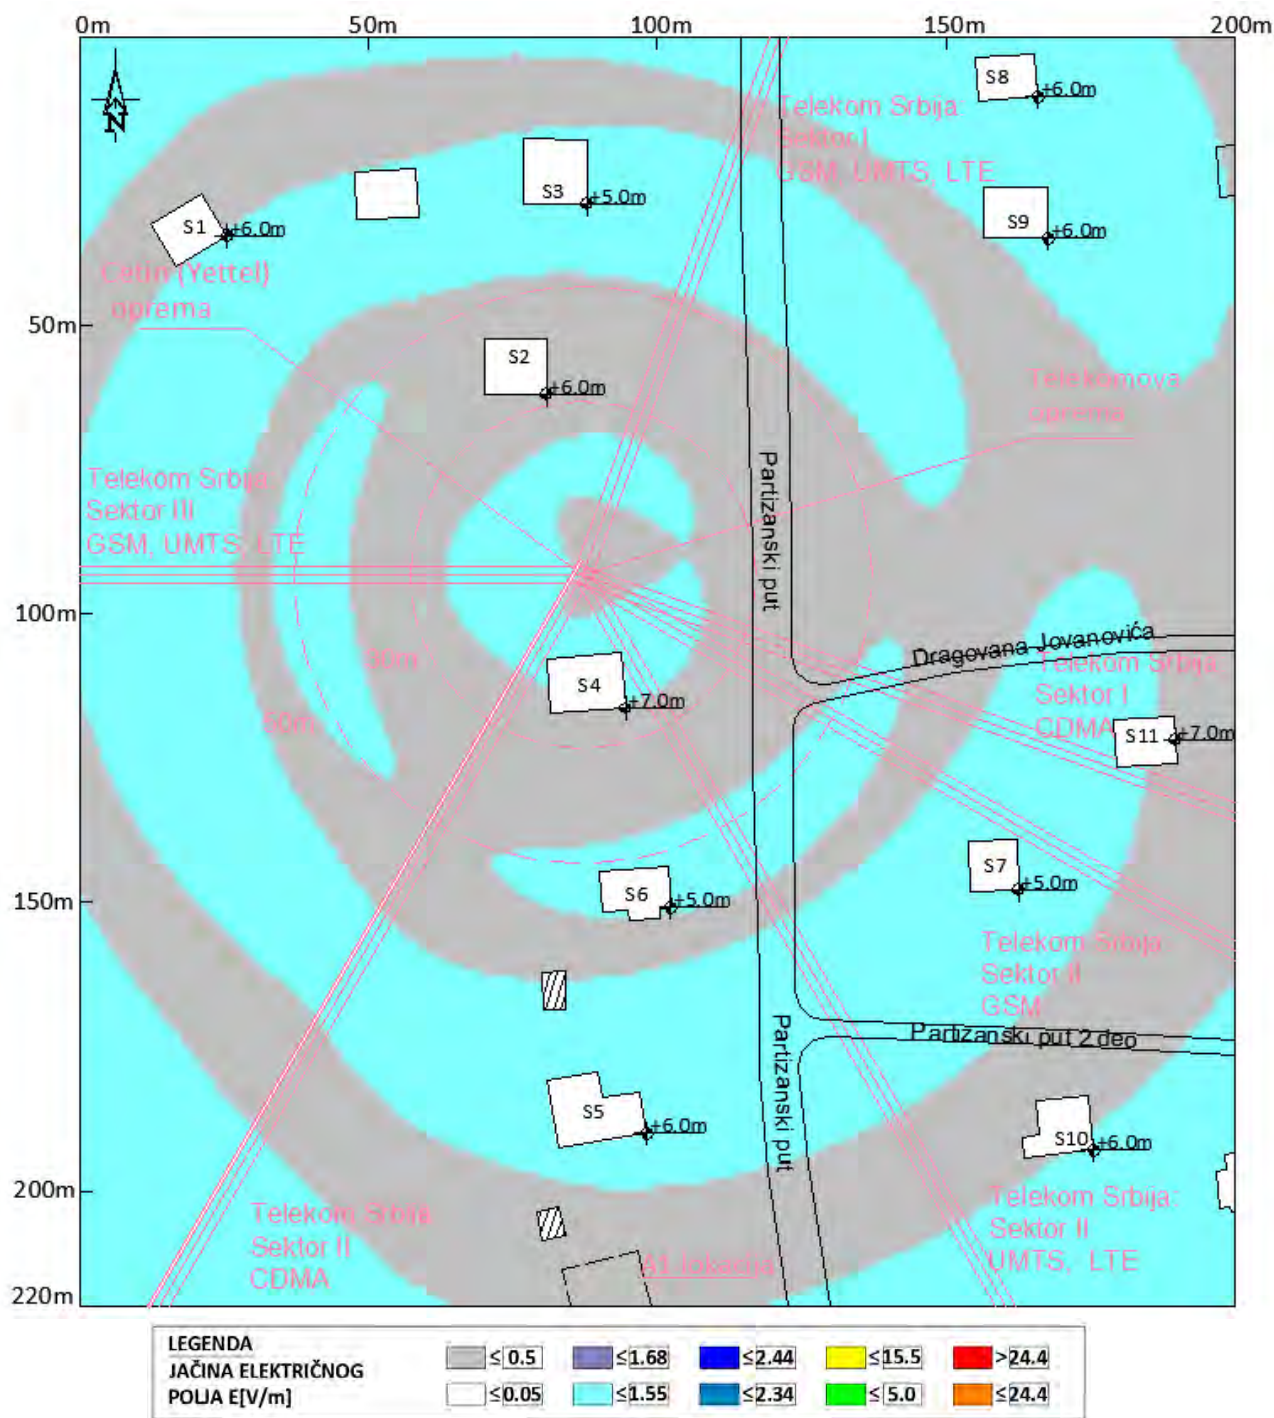 0m
50m
100m
150m
200m
N
Telekom Srbija
Sektor I
GSM, UMTS, LTE
S8
+6.0m
S3
+5.0m
S1
+6.0m
S9
+6.0m
Cetin (Yettel)
oprema
50m
S2
+6.0m
Telekomova
oprema
Partizanski put
Telekom Srbija
Sektor III
GSM, UMTS, LTE
100m
Dragovana Jovanovića
30m
50m
S4
+7.0m
Telekom Srbija
Sektor I
CDMA
S11
+7.0m
S7
+5.0m
150m
S6
+5.0m
Telekom Srbija
Sektor II
GSM
Partizanski put
Partizanski put 2 deo
S5
+6.0m
S10
+6.0m
200m
Telekom Srbija
Sektor II
CDMA
Telekom Srbija
Sektor II
UMTS, LTE
A1 lokacija
220m
LEGENDA
JAČINA ELEKTRIČNOG
POLJA E[V/m]
≤ 0.5
≤1.68
≤2.44
≤15.5
>24.4
≤0.05
≤1.55
≤2.34
≤ 5.0
≤24.4